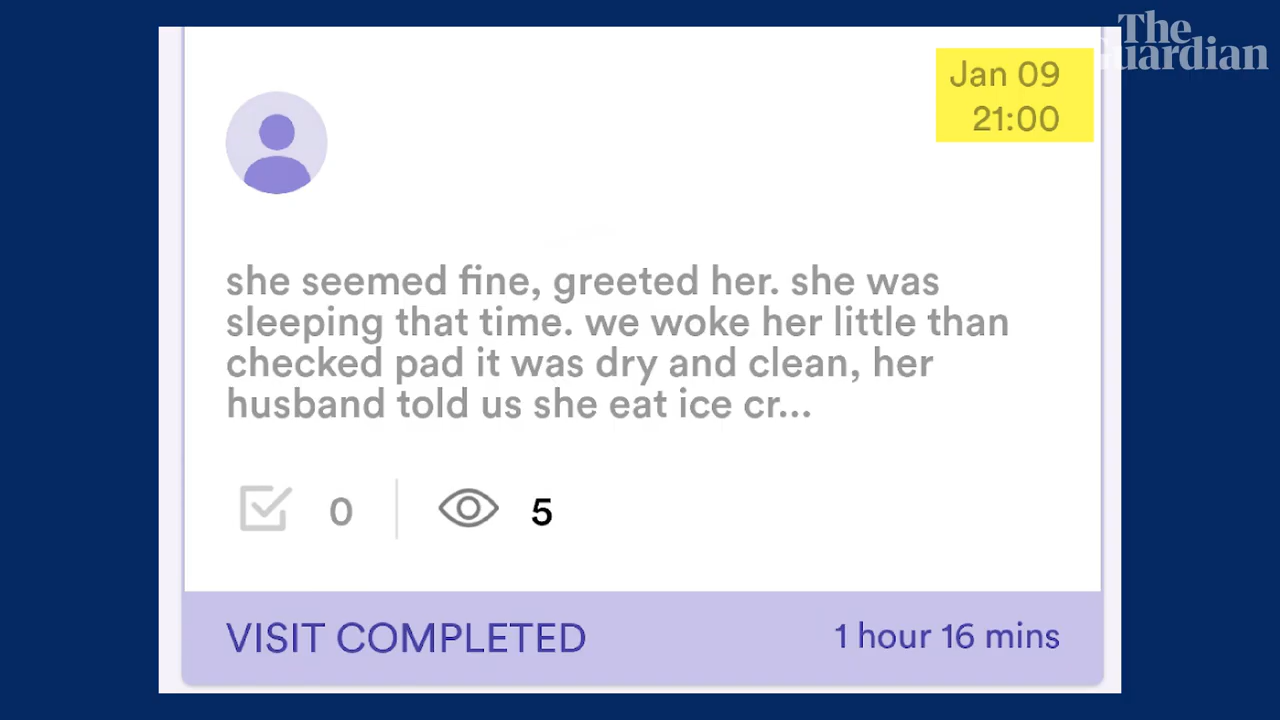 The
Guardian
Jan 09
21:00
she seemed fine, greeted her. she was
sleeping that time. we woke her little than
checked pad it was dry and clean, her
husband told us she eat ice cr...
0
5
VISIT COMPLETED
1 hour 16 mins